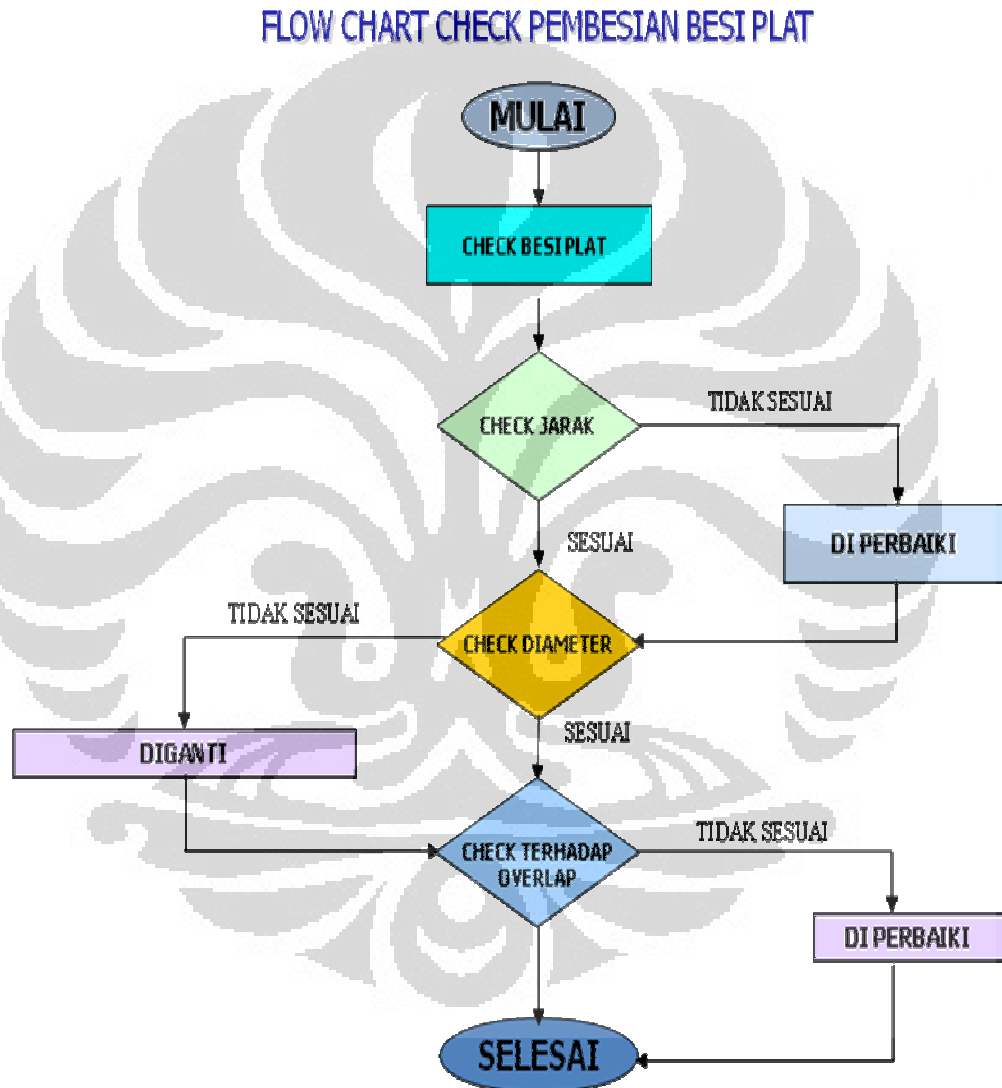 FLOW CHART CHECK PEMBESIAN BESI PLAT
MULAI
CHECK BESI PLAT
CHECK JARAK
TIDAK SESUAI
DI PERBAIKI
SESUAI
CHECK DIAMETER
TIDAK SESUAI
DIGANTI
SESUAI
CHECK TERHADAP
OVERLAP
TIDAK SESUAI
DI PERBAIKI
SELESAI